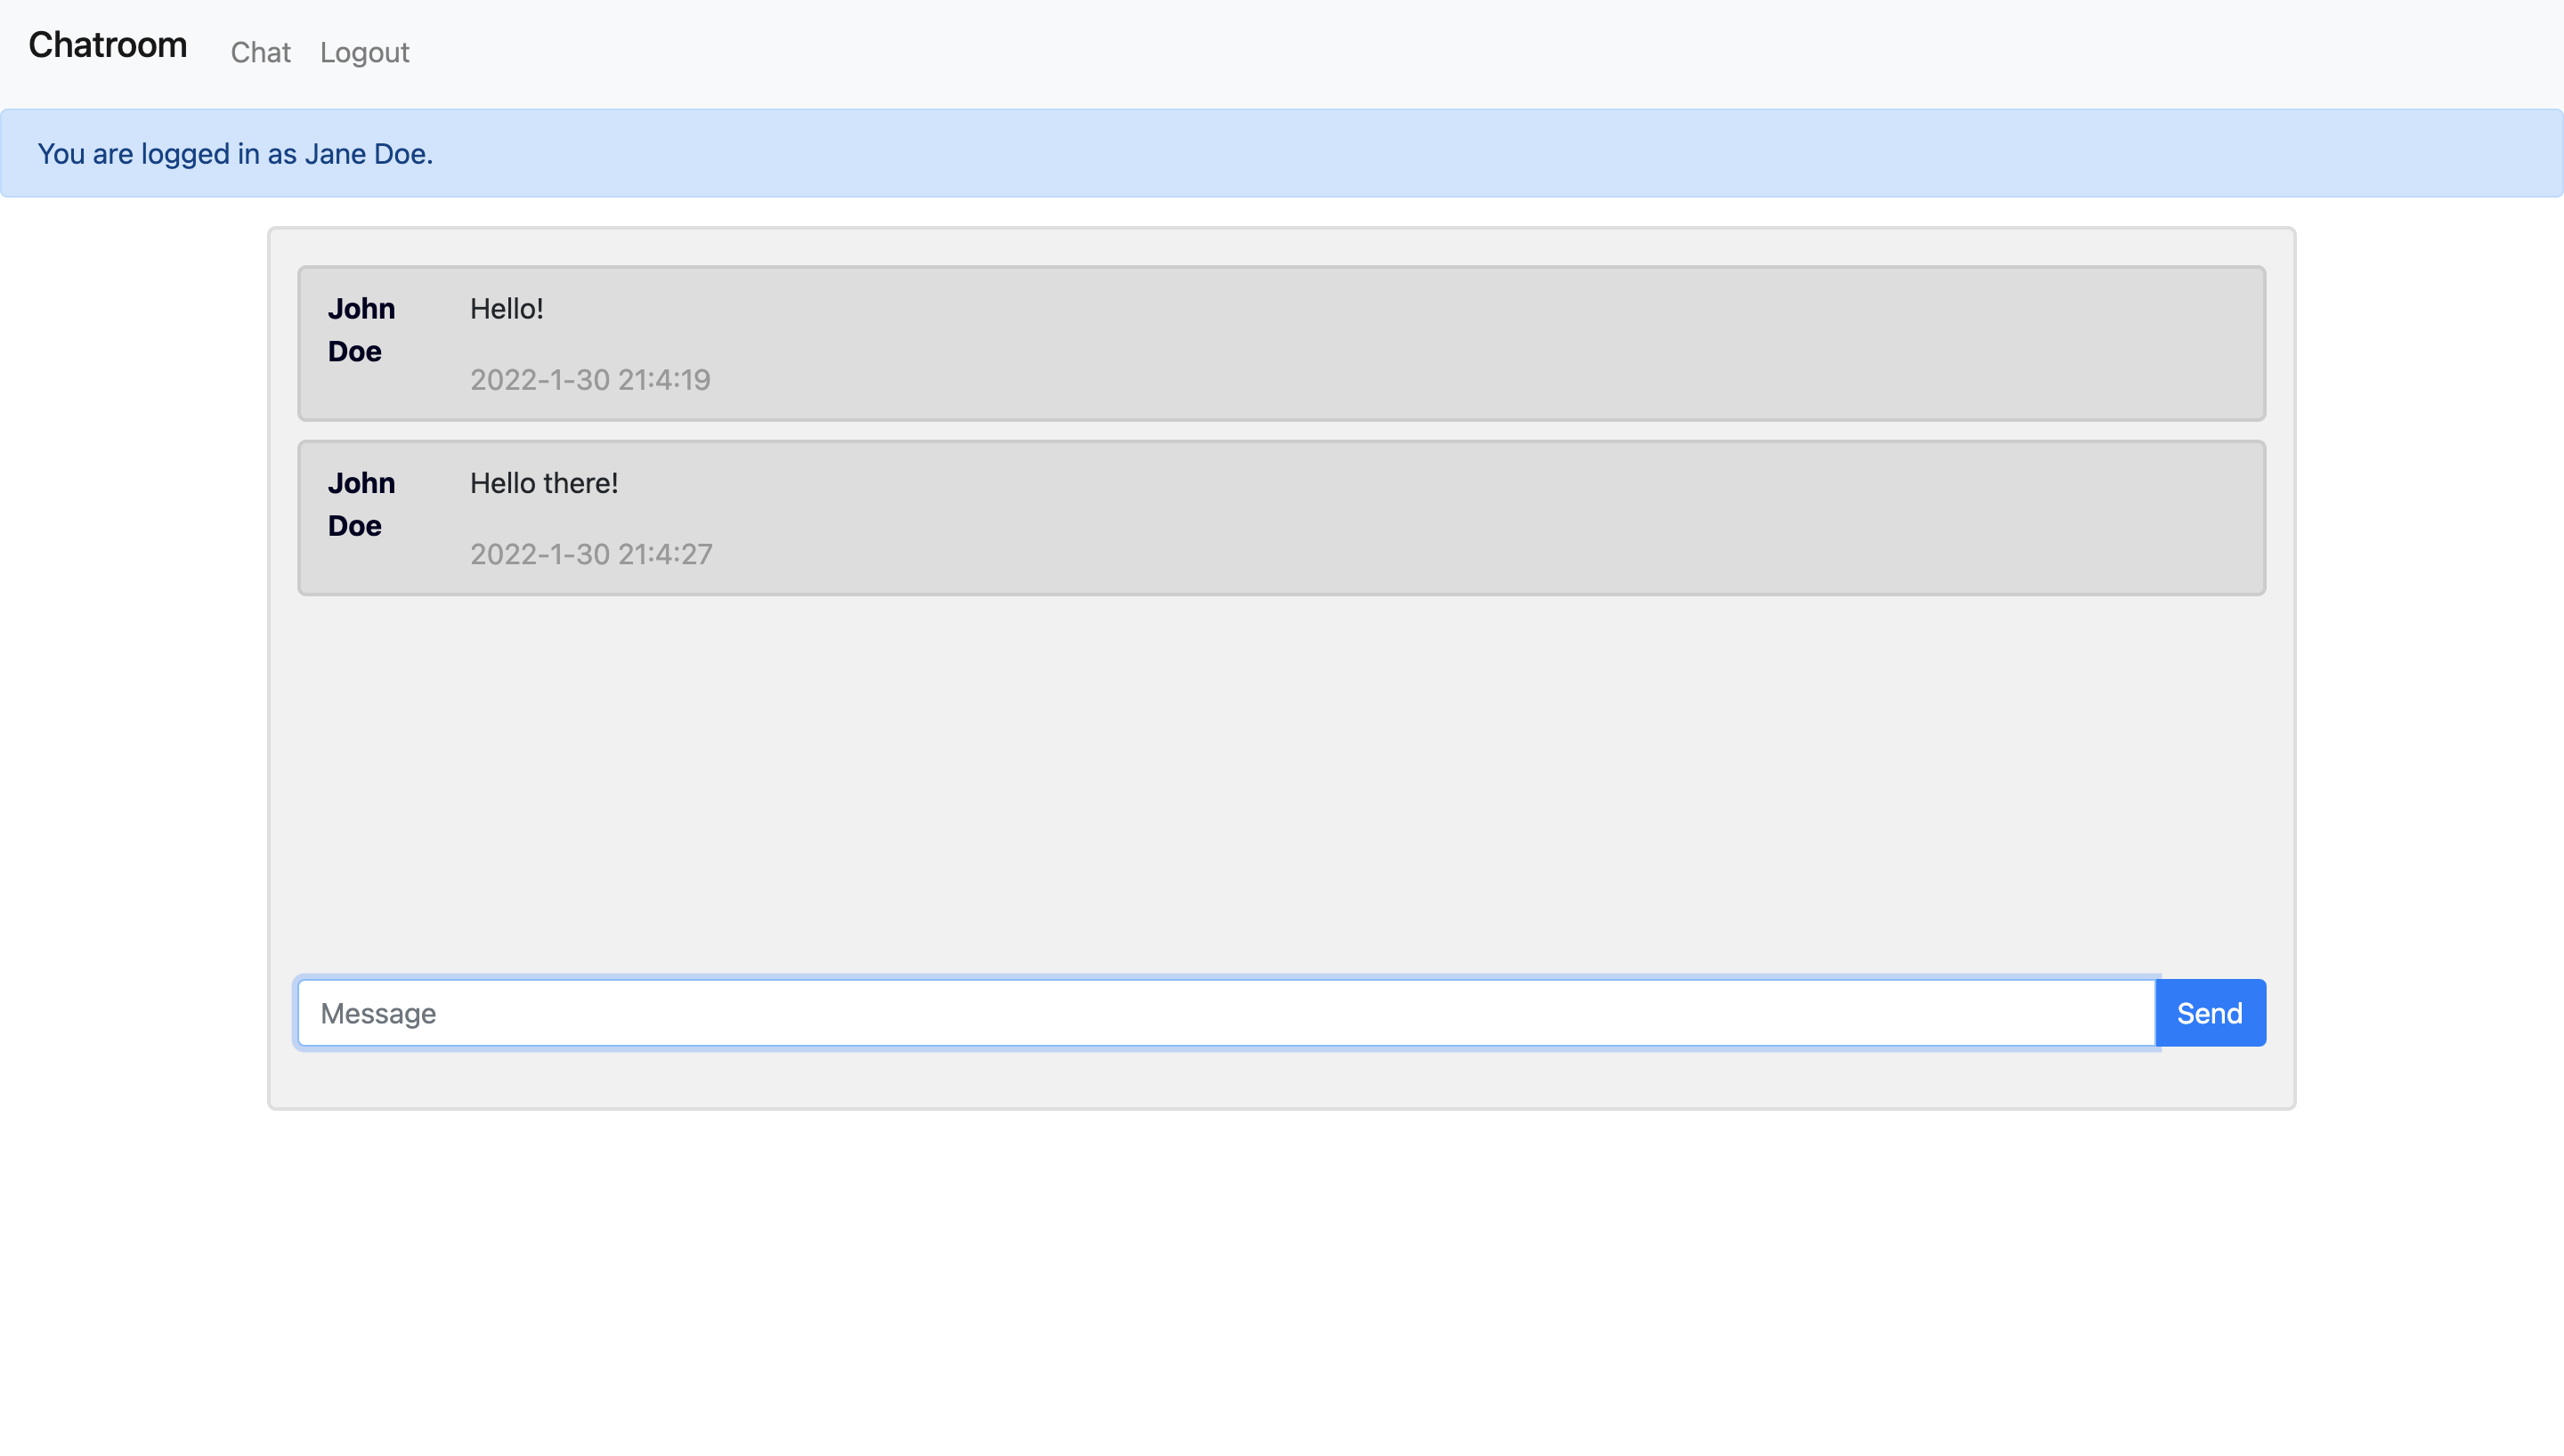 Chatroom Chat Logout
You are logged in as Jane Doe.
John Hello!
Doe
2022-1-30 21:4:19
John Hello there!
Doe
2022-1-30 21:4:27
Message Send